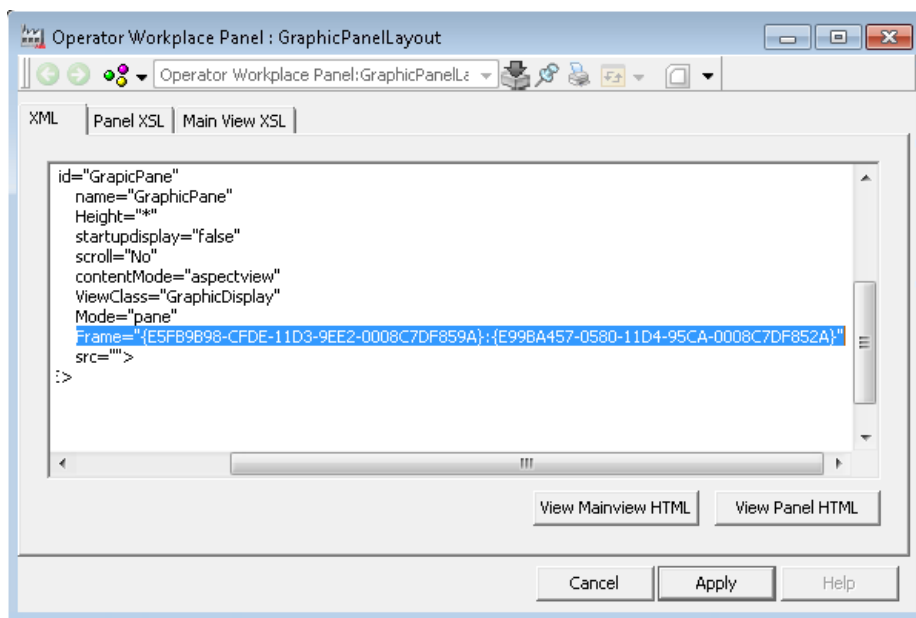 Operator Workplace Panel : GraphicPanelLayout
Operator Workplace Panel:GraphicPanelLa
XML Panel XSL Main View XSL
id="GrapicPane"
name="GraphicPane"
Height="*"
startupdisplay="false"
scroll="No"
contentMode="aspectview"
ViewClass="GraphicDisplay"
Mode="pane"
Frame="{E5FB9B98-CFDE-11D3-9EE2-0008C7DF859A}:{E99BA457-0580-11D4-95CA-0008C7DF852A}"
src="">
>
View Mainview HTML View Panel HTML
Cancel Apply Help